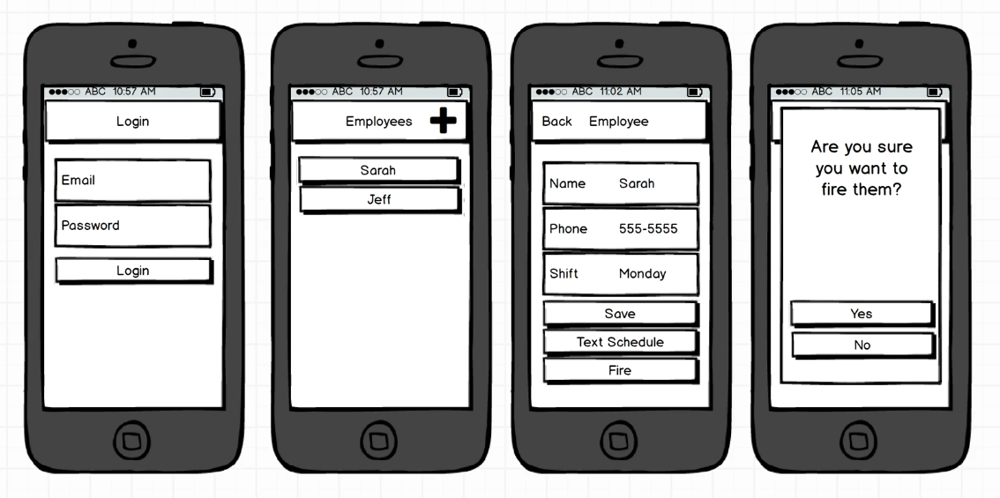 ABC 10:57 AM
Login
Email
Password
Login
ABC 10:57 AM
Employees
Sarah
Jeff
ABC 11:02 AM
Back Employee
Name Sarah
Phone 555-5555
Shift Monday
Save
Text Schedule
Fire
ABC 11:05 AM
Are you sure
you want to
fire them?
Yes
No